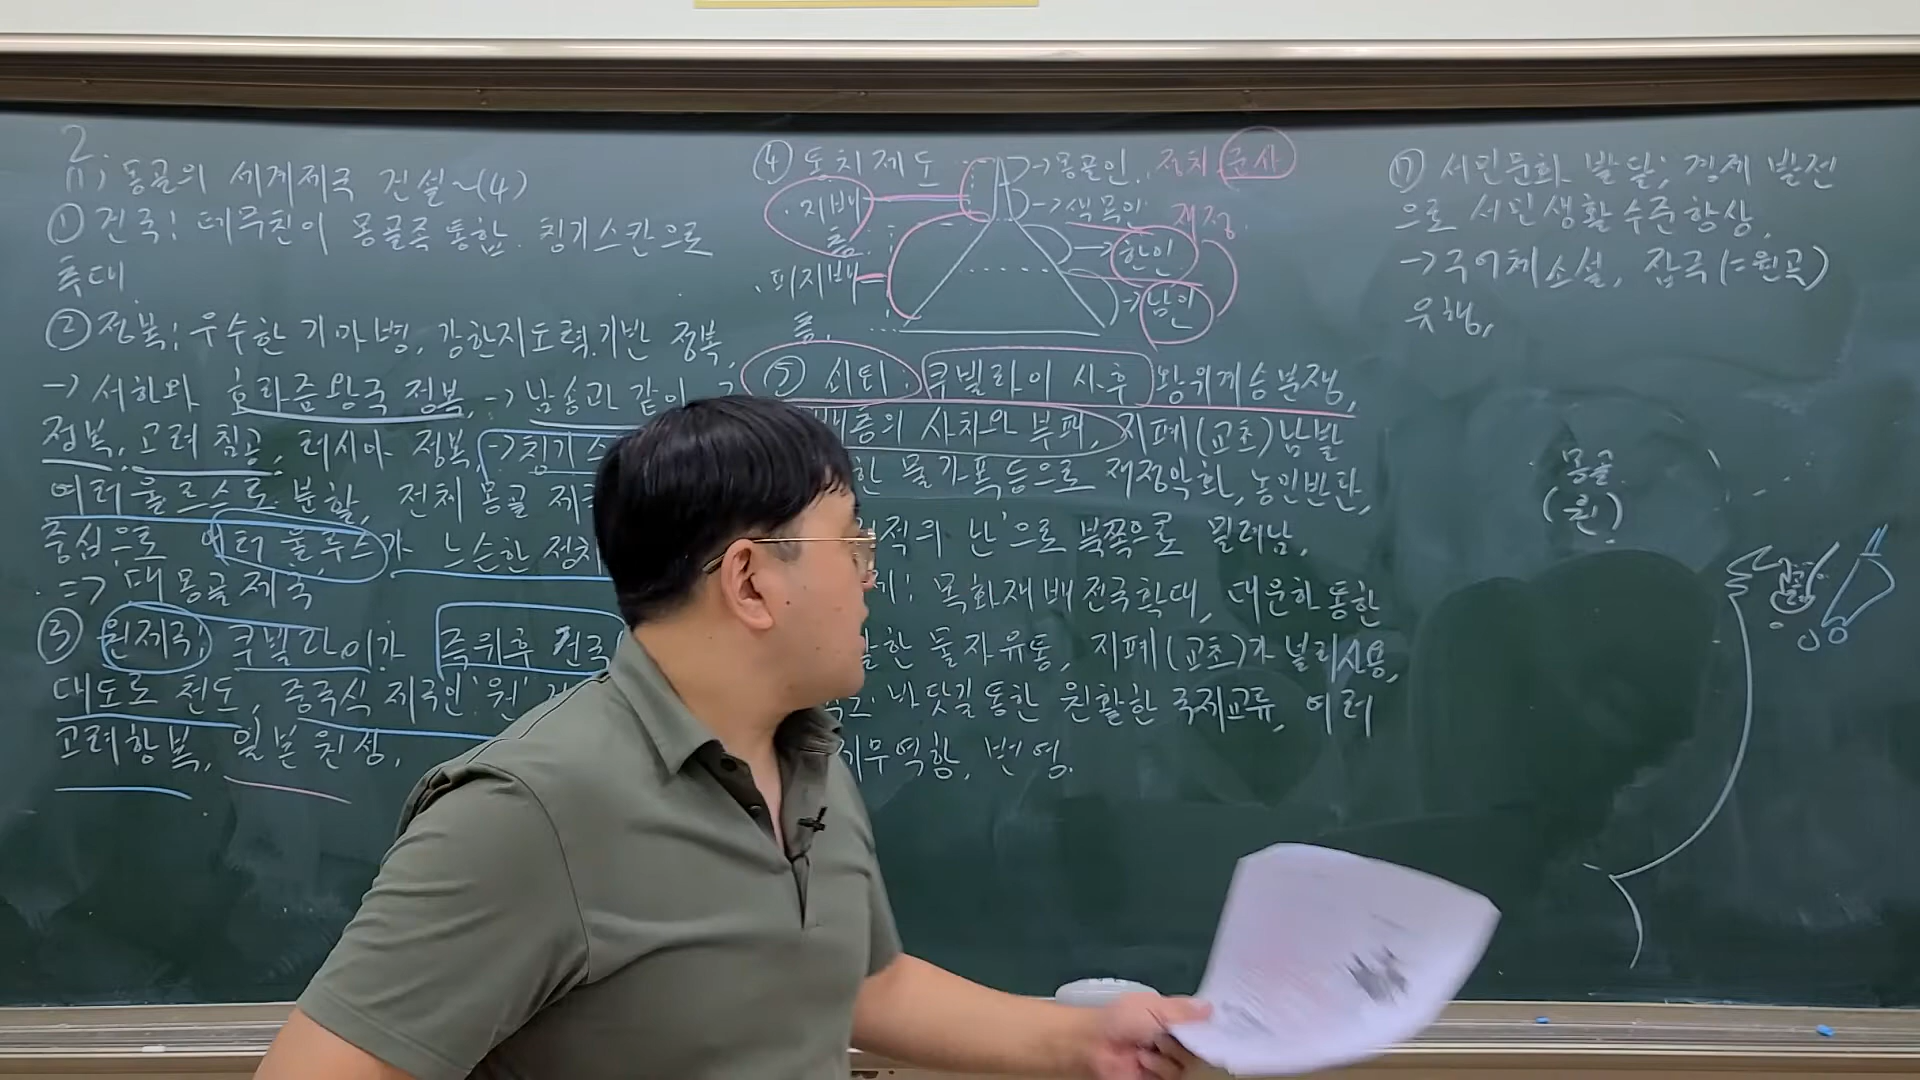 2.
(1) 몽골의 세계제국 건설~(4)
① 건국: 테무친이 몽골족 통합. 칭기스칸으로
추대
② 정복: 우수한 기마병, 강한지도력.기반 정복,
→ 서하와 호라즘왕국 정복, → 남송과 같이
정복, 고려 침공, 러시아 정복, → 칭기스
여러 울루스로 분할, 전체 몽골 제
중심으로 여러 울루스가 느슨한 정치
=> 대몽골제국
③ 원제국: 쿠빌라이가 즉위후 전국
대도로 천도, 중국식 제국인 '원'
고려항복, 일본원정,
④ 통치제도
지배
층
피지배
층.
→ 몽골인: 정치 군사
→ 색목인 재정.
→ 한인
→ 남인
⑤ 쇠퇴: 쿠빌라이 사후 왕위계승분쟁,
배층의 사치와 부패, 지폐(교초)남발
한 물가폭등으로 재정악화, 농민반란,
적의 난'으로 북쪽으로 밀려남,
제: 목화재배전국확대, 대운하통한
활한 물자유통, 지폐(교초)가 널리사용,
바닷길통한 원활한 국제교류, 여러
무역항, 번영.
⑦ 서민문화 발달: 경제 발전
으로 서민생활수준향상,
→ 구어체소설, 잡극(=원곡)
유행,
몽골
(원)